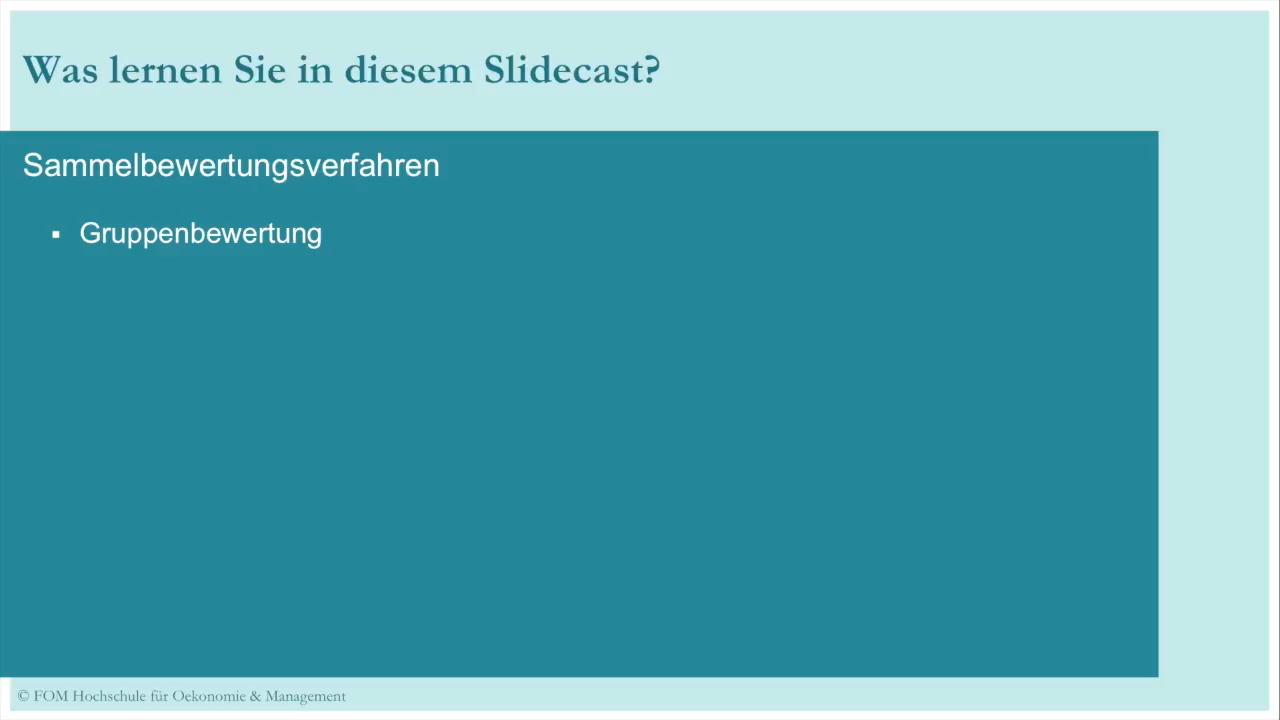 Was lernen Sie in diesem Slidecast?
Sammelbewertungsverfahren
▪ Gruppenbewertung
© FOM Hochschule für Oekonomie & Management